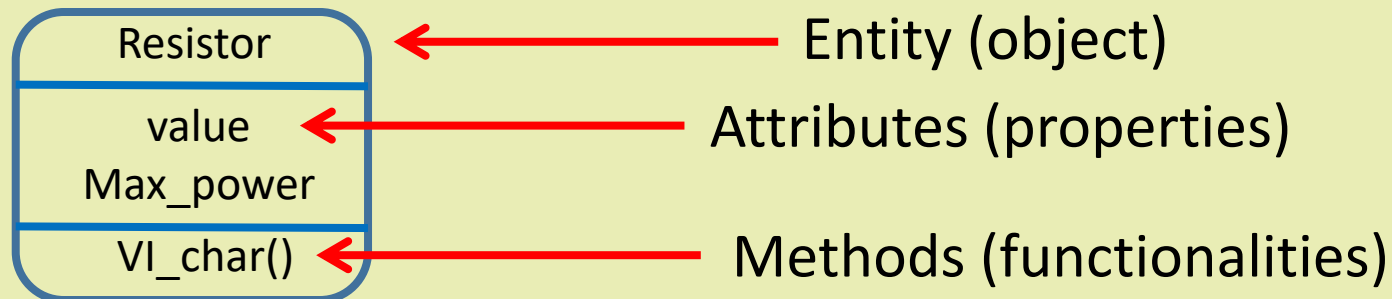 Resistor
Entity (object)
value
Attributes (properties)
Max_power
VI_char()
Methods (functionalities)